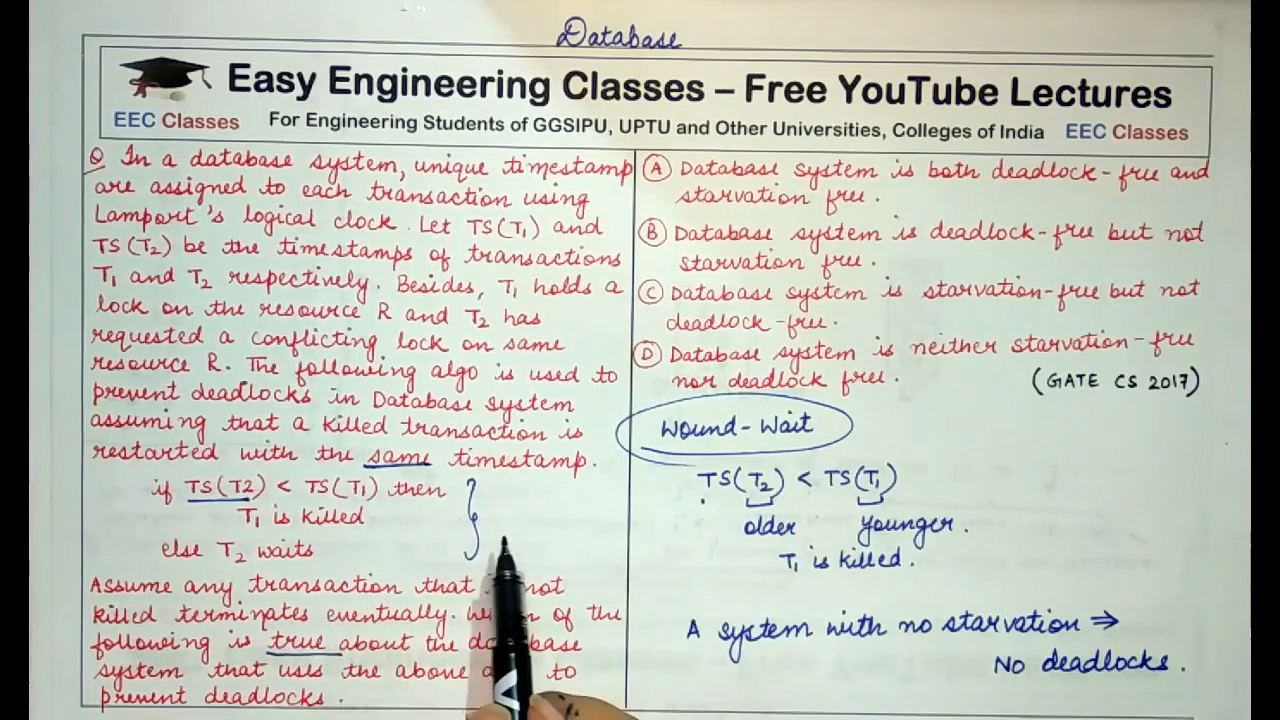 Database
Easy Engineering Classes – Free YouTube Lectures
EEC Classes For Engineering Students of GGSIPU, UPTU and Other Universities, Colleges of India EEC Classes
Q In a database system, unique timestamp
are assigned to each transaction using
Lamport's logical clock. Let TS(T1) and
TS(T2) be the timestamps of transactions
T1 and T2 respectively. Besides, T1 holds a
lock on the resource R and T2 has
requested a conflicting lock on same
resource R. The following algo is used to
prevent deadlocks in Database system
assuming that a killed transaction is
restarted with the same timestamp.
if TS(T2) < TS(T1) then
T1 is killed
else T2 waits
Assume any transaction that not
killed terminates eventually. of the
following is true about the
system that uses the above to
prevent deadlocks.
(A) Database system is both deadlock-free and
starvation free.
(B) Database system is deadlock-free but not
starvation free.
(C) Database system is starvation-free but not
deadlock-free.
(D) Database system is neither starvation-free
nor deadlock free.
(GATE CS 2017)
Wound-Wait
TS(T2) < TS(T1)
older younger.
T1 is killed.
A system with no starvation ⇒
No deadlocks.